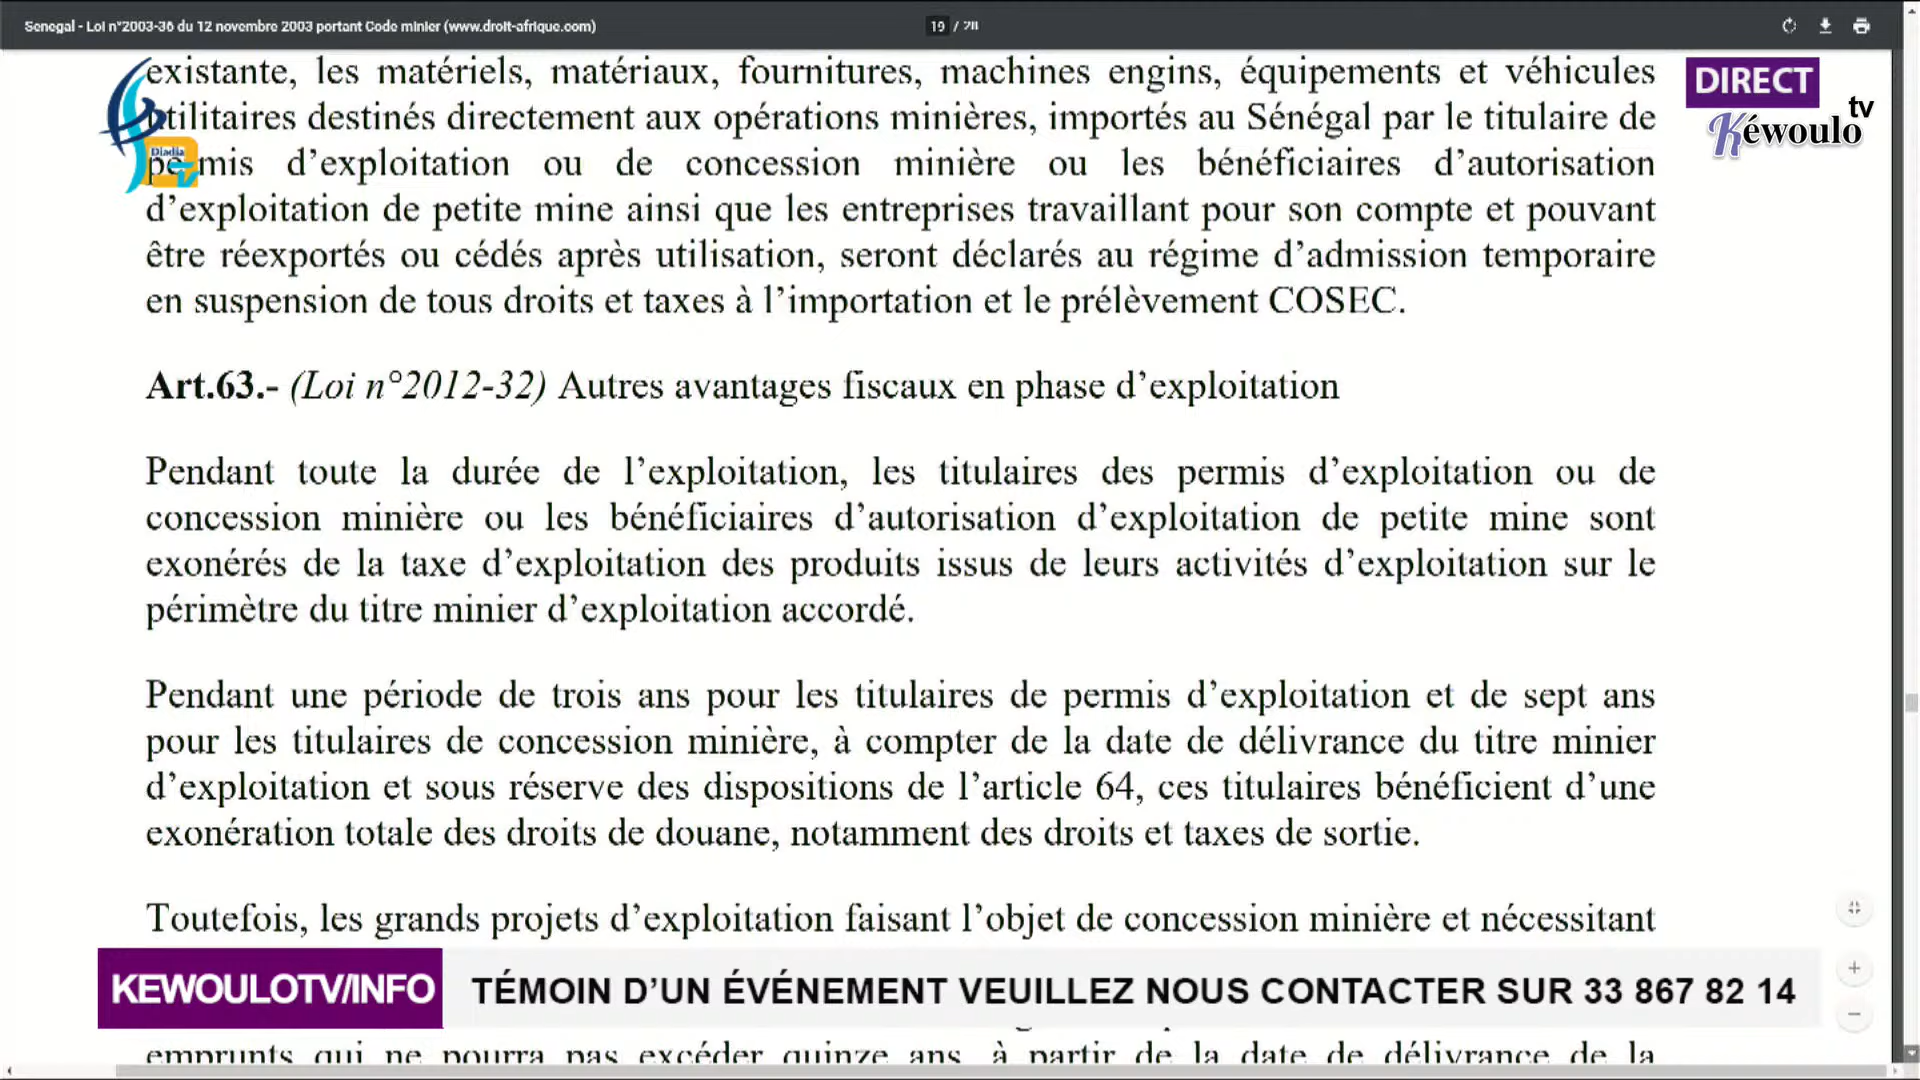 Senegal - Loi n°2003-36 du 12 novembre 2003 portant Code minier (www.droit-afrique.com)
19 / 28
existante, les matériels, matériaux, fournitures, machines engins, équipements et véhicules
utilitaires destinés directement aux opérations minières, importés au Sénégal par le titulaire de
permis d’exploitation ou de concession minière ou les bénéficiaires d’autorisation
d’exploitation de petite mine ainsi que les entreprises travaillant pour son compte et pouvant
être réexportés ou cédés après utilisation, seront déclarés au régime d’admission temporaire
en suspension de tous droits et taxes à l’importation et le prélèvement COSEC.
Diadia
DIRECT
Kéwoulo tv
Art.63.- (Loi n°2012-32) Autres avantages fiscaux en phase d’exploitation
Pendant toute la durée de l’exploitation, les titulaires des permis d’exploitation ou de
concession minière ou les bénéficiaires d’autorisation d’exploitation de petite mine sont
exonérés de la taxe d’exploitation des produits issus de leurs activités d’exploitation sur le
périmètre du titre minier d’exploitation accordé.
Pendant une période de trois ans pour les titulaires de permis d’exploitation et de sept ans
pour les titulaires de concession minière, à compter de la date de délivrance du titre minier
d’exploitation et sous réserve des dispositions de l’article 64, ces titulaires bénéficient d’une
exonération totale des droits de douane, notamment des droits et taxes de sortie.
Toutefois, les grands projets d’exploitation faisant l’objet de concession minière et nécessitant
KEWOULOTV/INFO
TÉMOIN D’UN ÉVÉNEMENT VEUILLEZ NOUS CONTACTER SUR 33 867 82 14
emprunts qui ne pourra pas excéder quinze ans, à partir de la date de délivrance de la